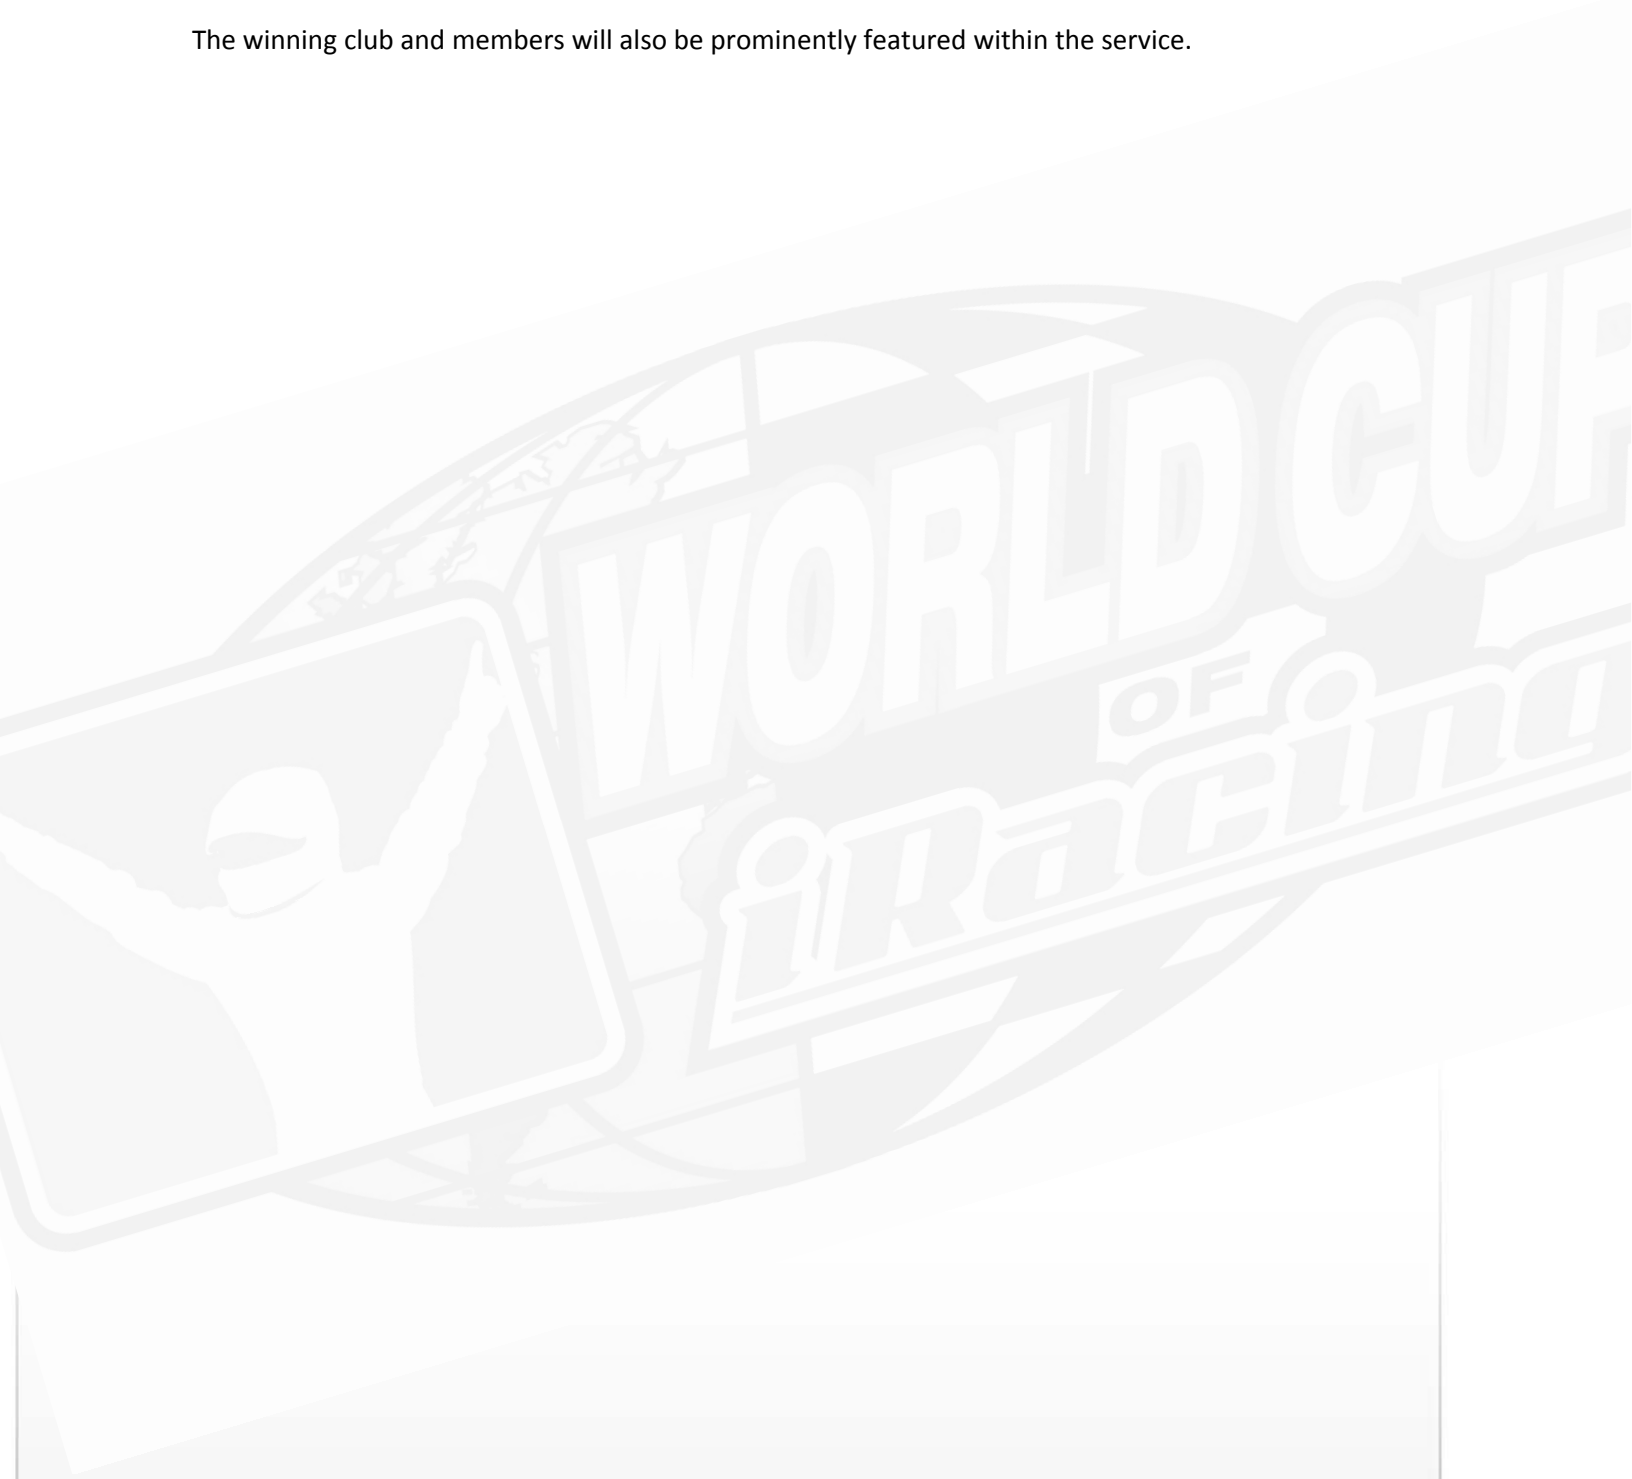 The winning club and members will also be prominently featured within the service.
WORLD CUP
OF
iRacing